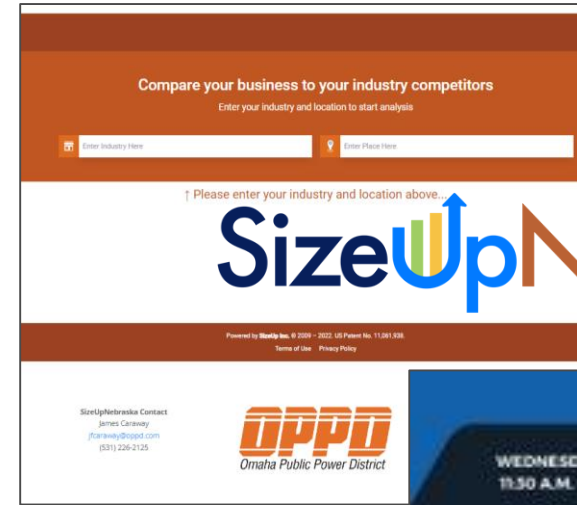 Compare your business to your industry competitors
Enter your industry and location to start analysis
Enter Industry Here
Enter Place Here
↑ Please enter your industry and location above...
SizeUpN
Powered by SizeUp Inc. © 2009 – 2022. US Patent No. 11,061,938.
Terms of Use Privacy Policy
SizeUpNebraska Contact
James Caraway
jfcaraway@oppd.com
(531) 226-2125
OPPD
Omaha Public Power District
WEDNESD
11:30 A.M.